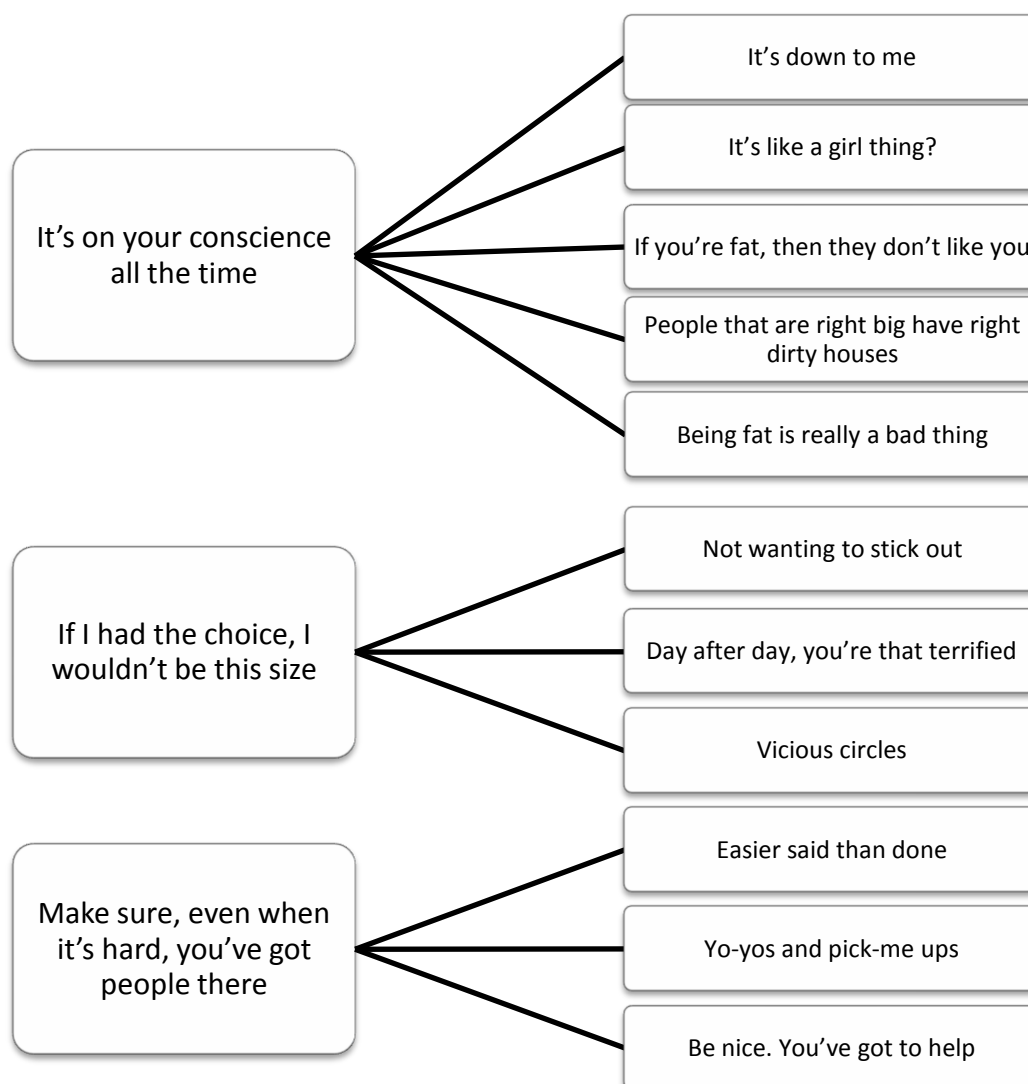 It’s on your conscience
all the time
It’s down to me
It’s like a girl thing?
If you’re fat, then they don’t like you
People that are right big have right
dirty houses
Being fat is really a bad thing
If I had the choice, I
wouldn’t be this size
Not wanting to stick out
Day after day, you’re that terrified
Vicious circles
Make sure, even when
it’s hard, you’ve got
people there
Easier said than done
Yo-yos and pick-me ups
Be nice. You’ve got to help